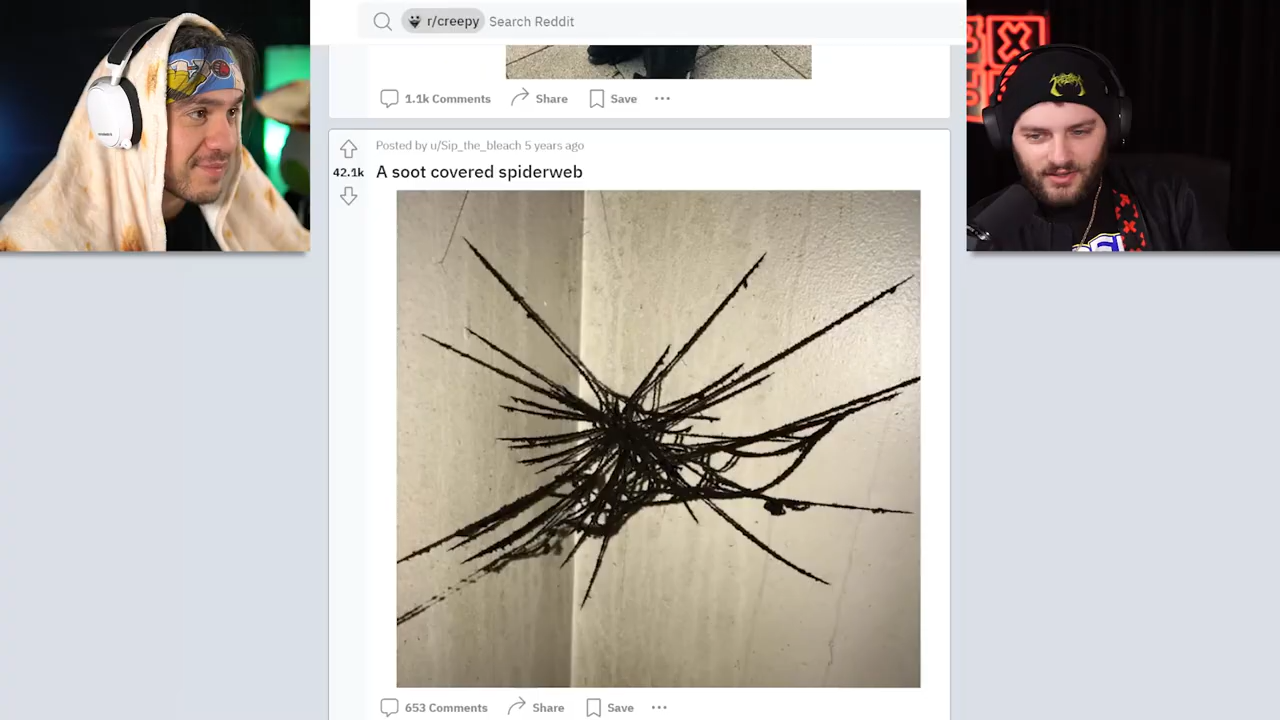 r/creepy Search Reddit
1.1k Comments Share Save
Posted by u/Sip_the_bleach 5 years ago
42.1k A soot covered spiderweb
653 Comments Share Save